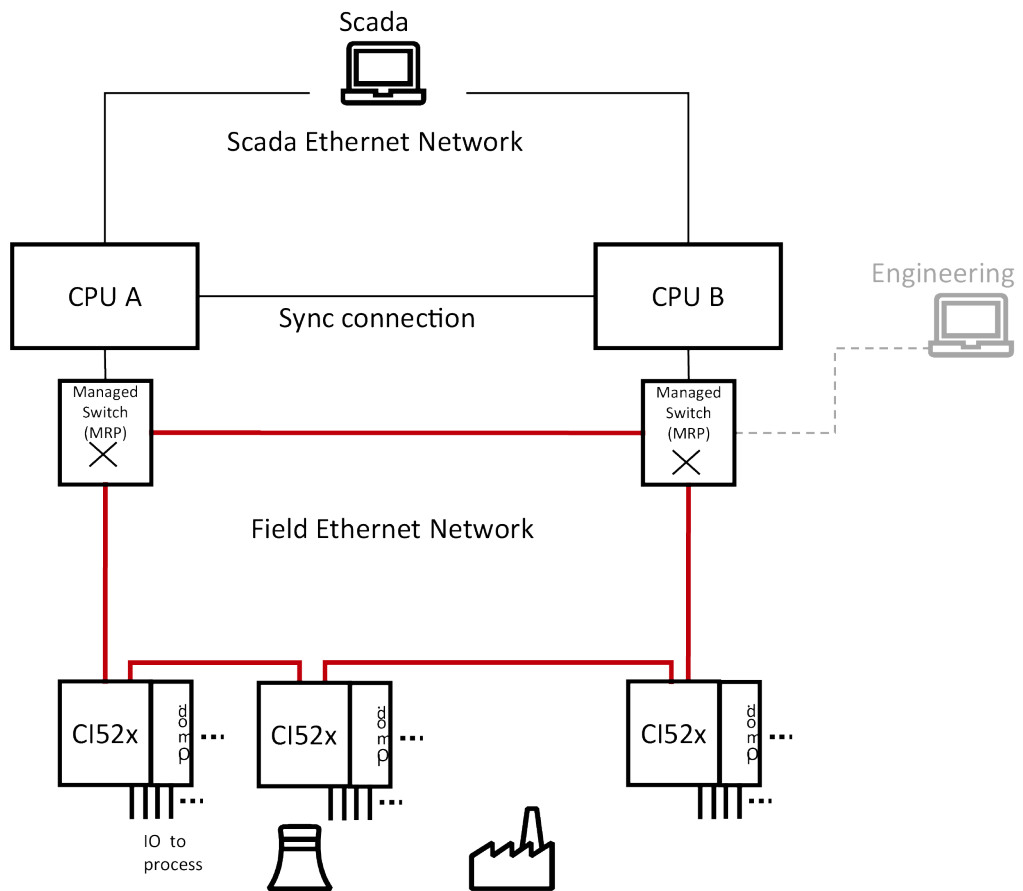 Scada
Scada Ethernet Network
CPU A
CPU B
Sync connection
Engineering
Managed
Switch
(MRP)
Managed
Switch
(MRP)
Field Ethernet Network
CI52x
CI52x
CI52x
IO to
process